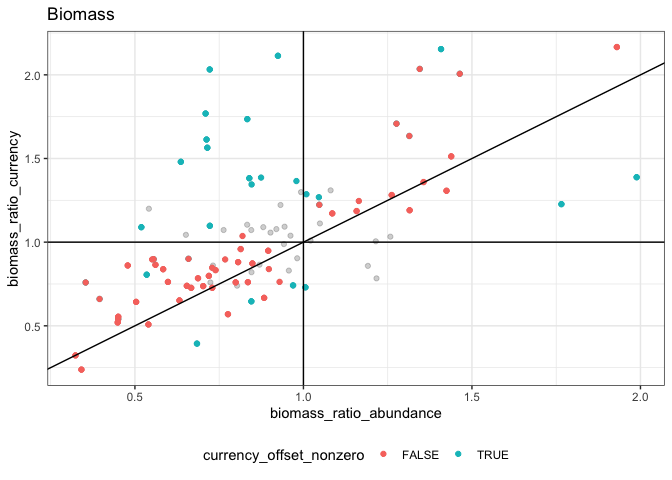 Biomass
biomass_ratio_currency
2.0
1.5
1.0
0.5
0.5
1.0
1.5
2.0
biomass_ratio_abundance
currency_offset_nonzero FALSE TRUE